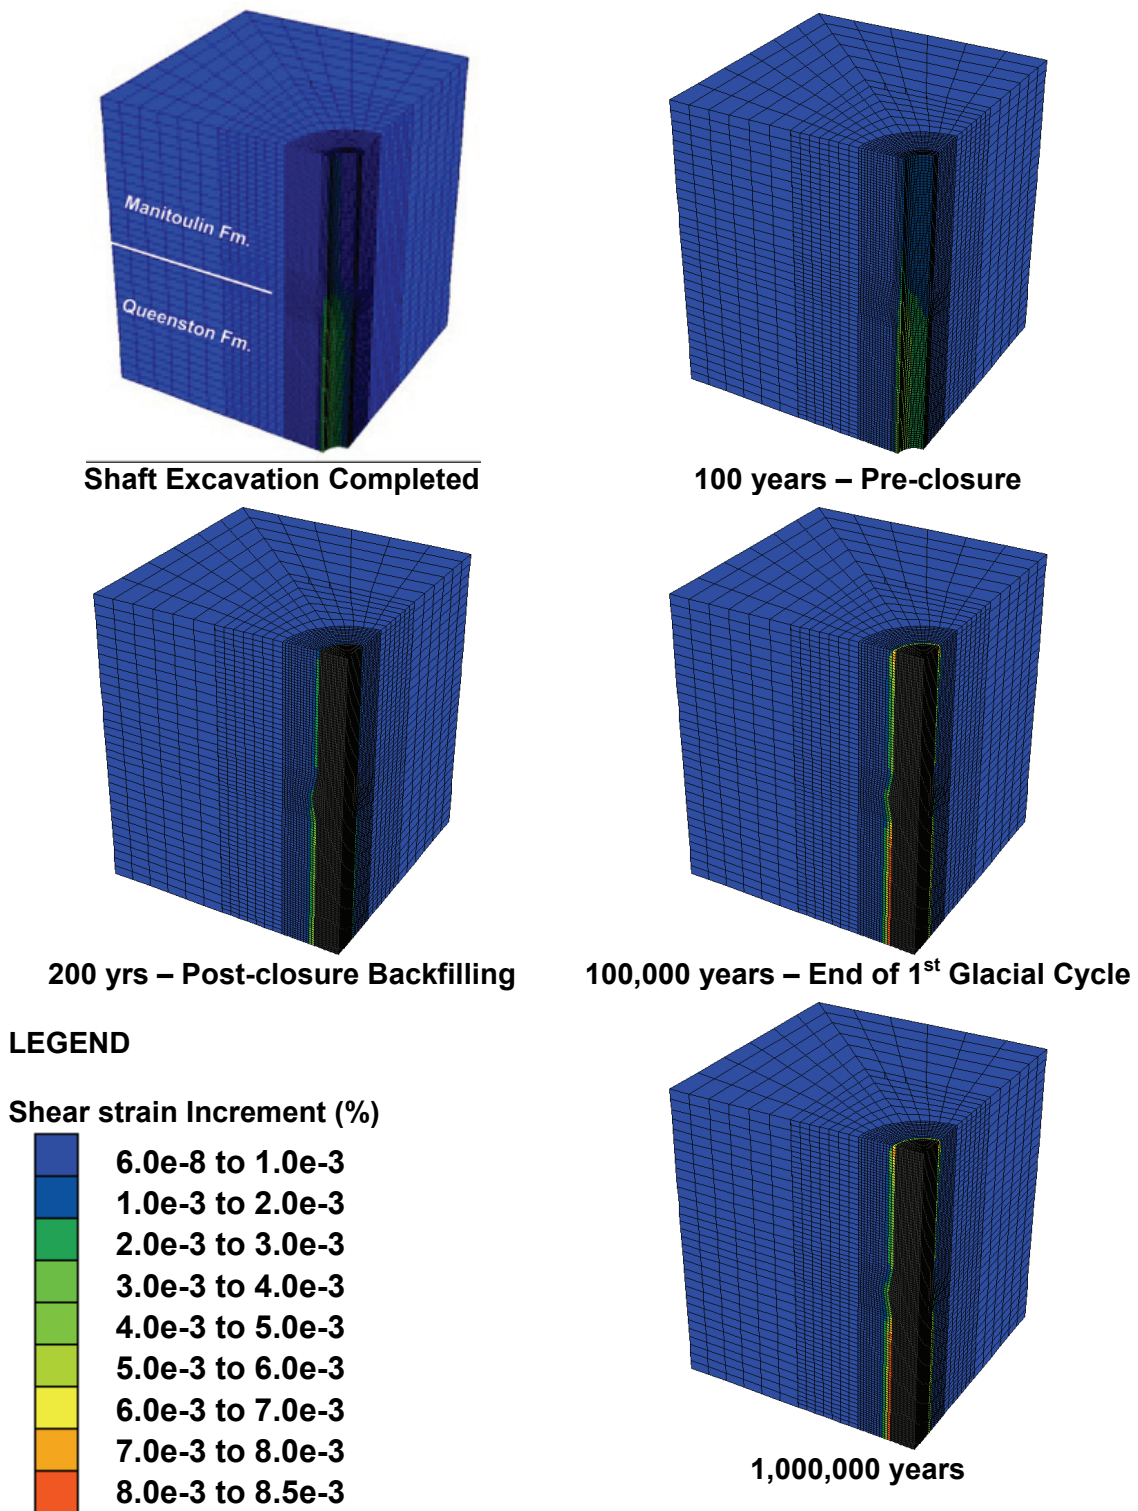 Manitoulin Fm.
Queenston Fm.
Shaft Excavation Completed
100 years – Pre-closure
200 yrs – Post-closure Backfilling
100,000 years – End of 1st Glacial Cycle
LEGEND
Shear strain Increment (%)
6.0e-8 to 1.0e-3
1.0e-3 to 2.0e-3
2.0e-3 to 3.0e-3
3.0e-3 to 4.0e-3
4.0e-3 to 5.0e-3
5.0e-3 to 6.0e-3
6.0e-3 to 7.0e-3
7.0e-3 to 8.0e-3
8.0e-3 to 8.5e-3
1,000,000 years